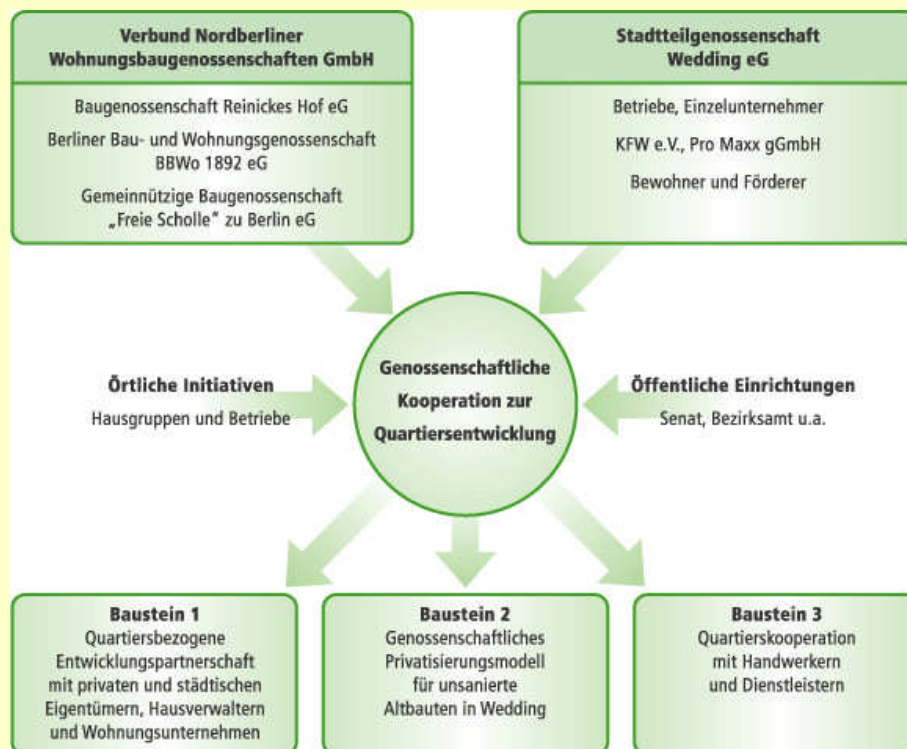 Verbund Nordberliner
Wohnungsbaugenossenschaften GmbH
Baugenossenschaft Reinickes Hof eG
Berliner Bau- und Wohnungsgenossenschaft
BBWo 1892 eG
Gemeinnützige Baugenossenschaft
„Freie Scholle“ zu Berlin eG
Stadtteilgenossenschaft
Wedding eG
Betriebe, Einzelunternehmer
KFW e.V., Pro Maxx gGmbH
Bewohner und Förderer
Örtliche Initiativen
Hausgruppen und Betriebe
Genossenschaftliche
Kooperation zur
Quartiersentwicklung
Öffentliche Einrichtungen
Senat, Bezirksamt u.a.
Baustein 1
Quartiersbezogene
Entwicklungspartnerschaft
mit privaten und städtischen
Eigentümern, Hausverwaltern
und Wohnungsunternehmen
Baustein 2
Genossenschaftliches
Privatisierungsmodell
für unsanierte
Altbauten in Wedding
Baustein 3
Quartierskooperation
mit Handwerkern
und Dienstleistern